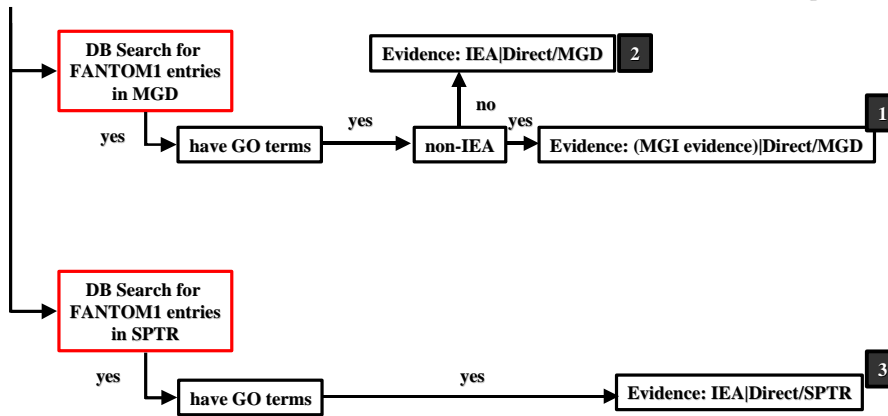 DB Search for
FANTOM1 entries
in MGD
Evidence: IEA|Direct/MGD
2
no
yes
yes
yes
1
have GO terms
non-IEA
Evidence: (MGI evidence)|Direct/MGD
DB Search for
FANTOM1 entries
in SPTR
yes
yes
3
have GO terms
Evidence: IEA|Direct/SPTR